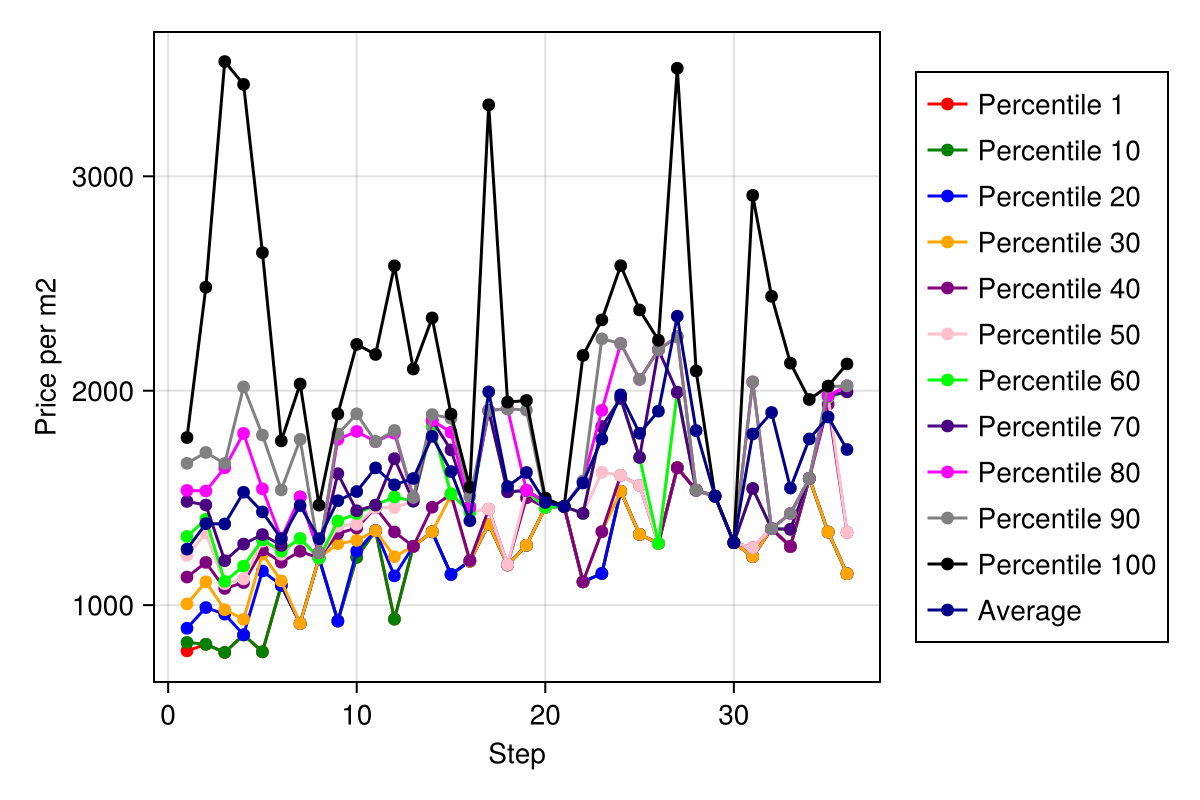 Price per m2
3000
2000
1000
0
10
20
30
Step
Percentile 1
Percentile 10
Percentile 20
Percentile 30
Percentile 40
Percentile 50
Percentile 60
Percentile 70
Percentile 80
Percentile 90
Percentile 100
Average